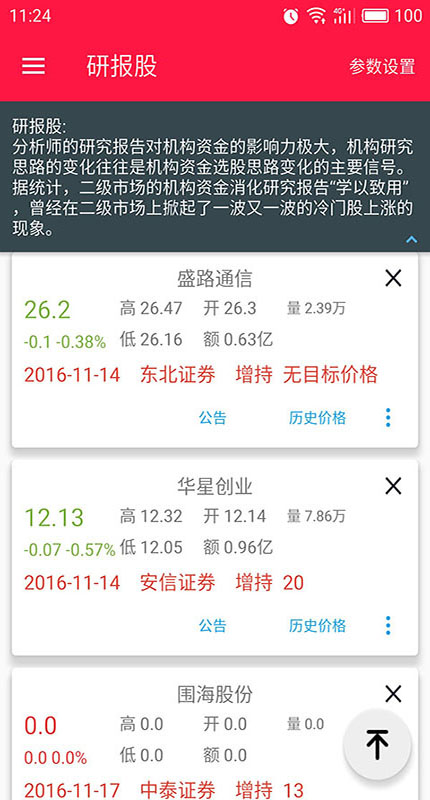 11:24
4G
100
研报股
参数设置
研报股:
分析师的研究报告对机构资金的影响力极大，机构研究
思路的变化往往是机构资金选股思路变化的主要信号。
据统计，二级市场的机构资金消化研究报告“学以致用”
，曾经在二级市场上掀起了一波又一波的冷门股上涨的
现象。
盛路通信
26.2 高 26.47 开 26.3 量 2.39万
-0.1 -0.38% 低 26.16 额 0.63亿
2016-11-14 东北证券 增持 无目标价格
公告 历史价格
华星创业
12.13 高 12.32 开 12.14 量 7.86万
-0.07 -0.57% 低 12.05 额 0.96亿
2016-11-14 安信证券 增持 20
公告 历史价格
围海股份
0.0 高 0.0 开 0.0 量 0.0
0.0 0.0% 低 0.0 额 0.0
2016-11-17 中泰证券 增持 13